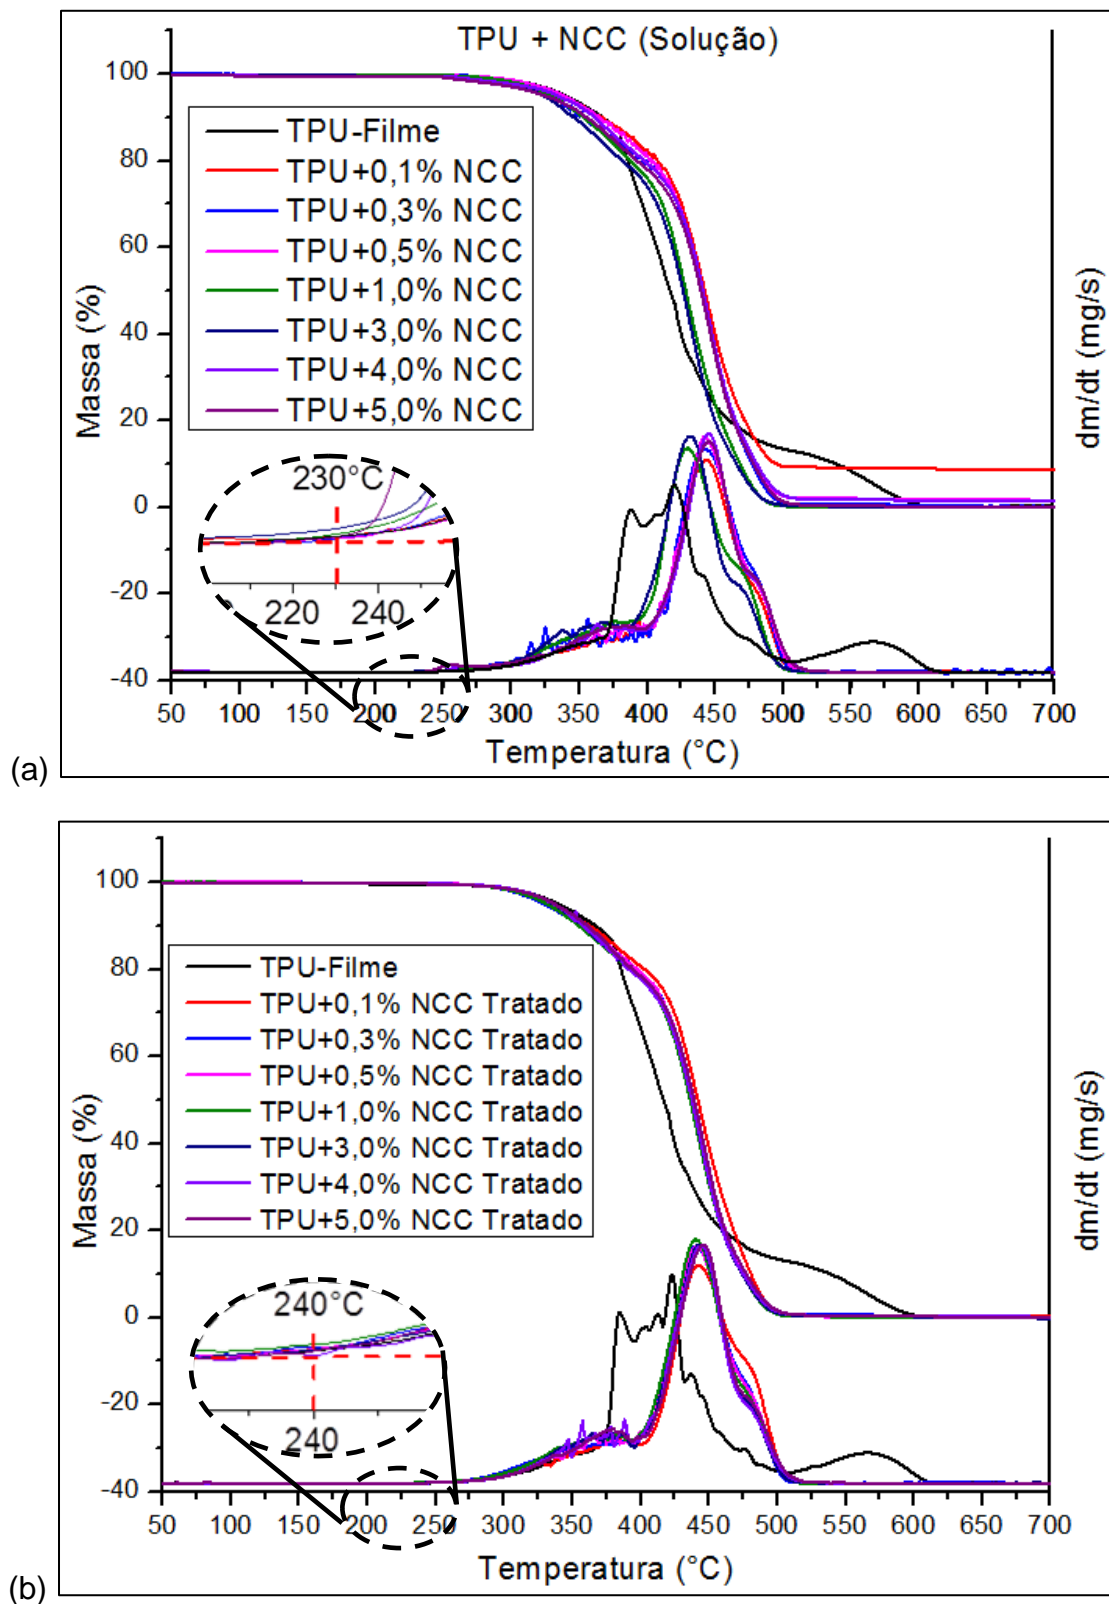 TPU + NCC (Solução)
100
80
60
40
20
0
-20
-40
Massa (%)
dm/dt (mg/s)
TPU-Filme
TPU+0,1% NCC
TPU+0,3% NCC
TPU+0,5% NCC
TPU+1,0% NCC
TPU+3,0% NCC
TPU+4,0% NCC
TPU+5,0% NCC
230°C
220 240
50 100 150 200 250 300 350 400 450 500 550 600 650 700
Temperatura (°C)
(a)
100
80
60
40
20
0
-20
-40
Massa (%)
dm/dt (mg/s)
TPU-Filme
TPU+0,1% NCC Tratado
TPU+0,3% NCC Tratado
TPU+0,5% NCC Tratado
TPU+1,0% NCC Tratado
TPU+3,0% NCC Tratado
TPU+4,0% NCC Tratado
TPU+5,0% NCC Tratado
240°C
240
50 100 150 200 250 300 350 400 450 500 550 600 650 700
Temperatura (°C)
(b)